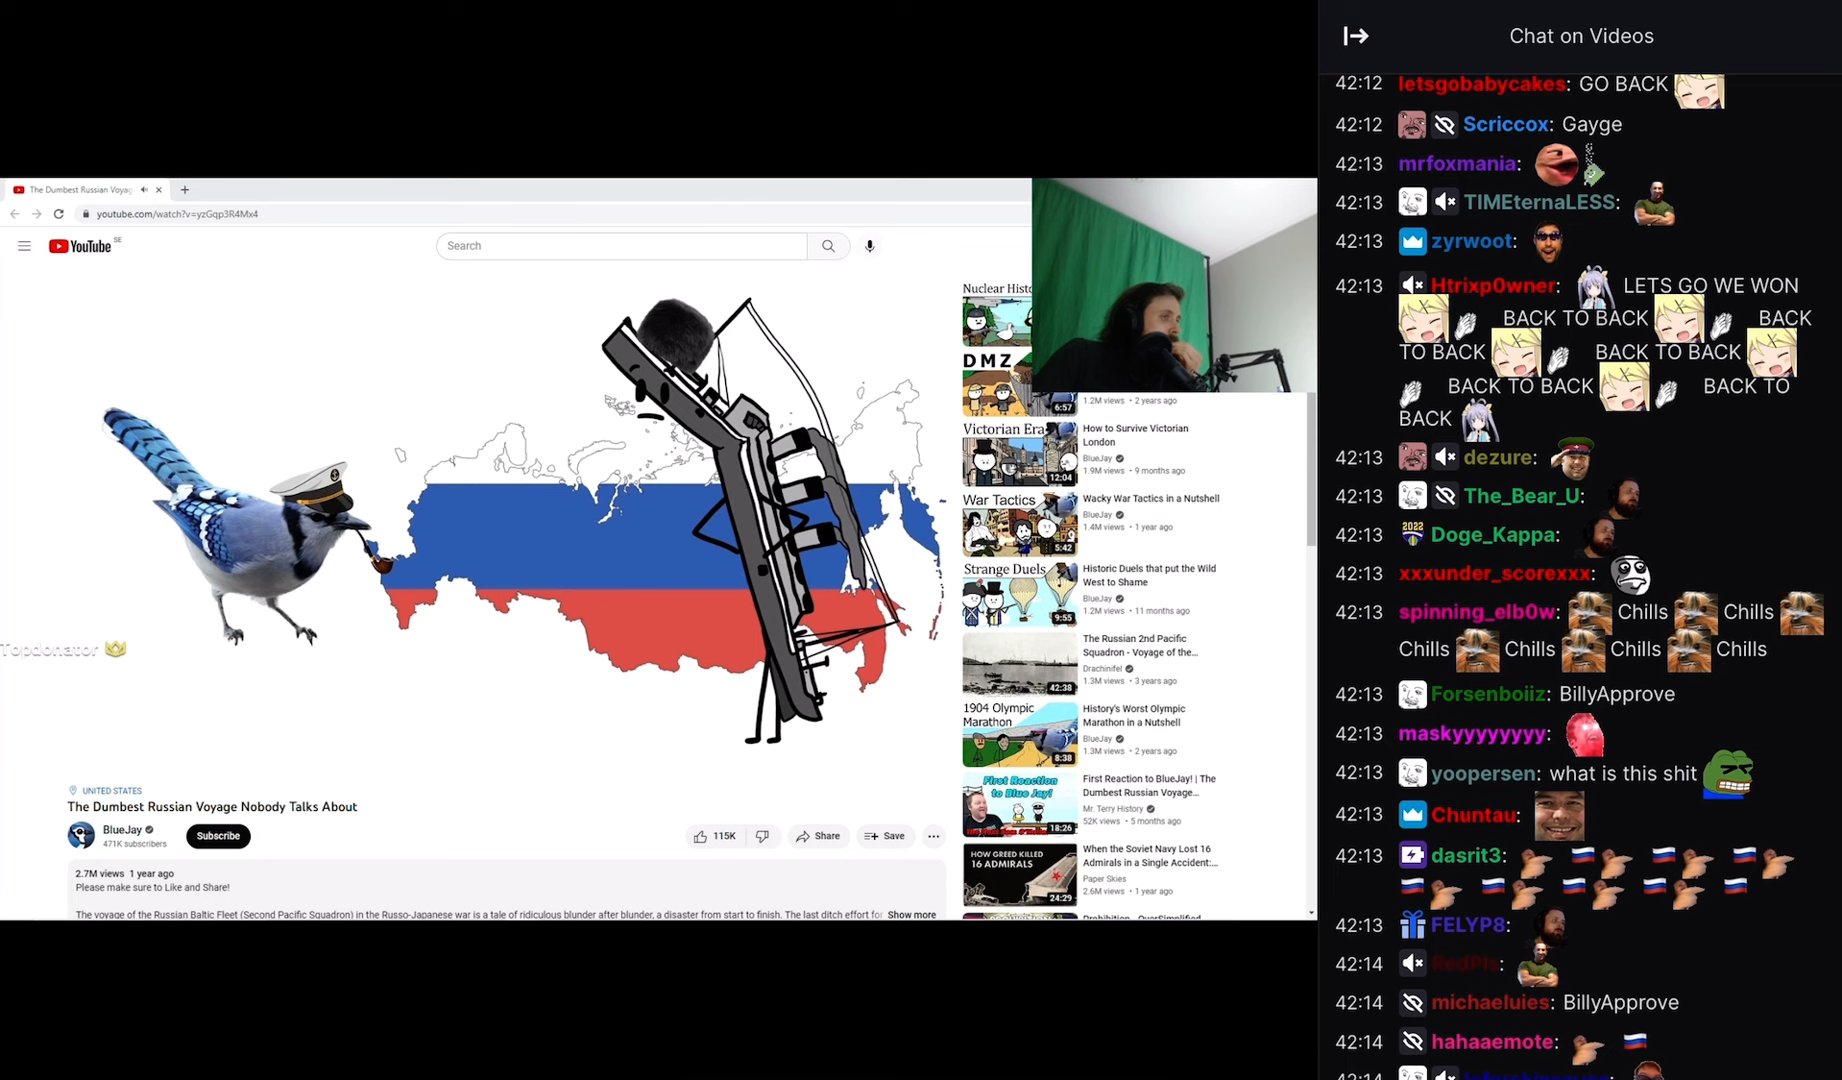 Chat on Videos
42:12 letsgobabycakes: GO BACK
42:12 Scriccox: Gayge
42:13 mrfoxmania:
42:13 TIMEternaLESS:
42:13 zyrwoot:
42:13 Htrixp0wner: LETS GO WE WON
BACK TO BACK BACK
TO BACK BACK TO BACK
BACK TO BACK BACK TO
BACK
42:13 dezure:
42:13 The_Bear_U:
42:13 Doge_Kappa:
42:13 xxxunder_scorexxx:
42:13 spinning_elb0w: Chills Chills
Chills Chills Chills Chills
42:13 Forsenboiiz: BillyApprove
42:13 maskyyyyyyyy:
42:13 yoopersen: what is this shit
42:13 Chuntau:
42:13 dasrit3:
42:13 FELYP8:
42:14 RedPls:
42:14 michaeluies: BillyApprove
42:14 hahaaemote:
42:14
The Dumbest Russian Voyag
youtube.com/watch?v=yzGqp3R4Mx4
YouTube SE
Search
Topdonator
UNITED STATES
The Dumbest Russian Voyage Nobody Talks About
BlueJay
471K subscribers
Subscribe
115K
Share
Save
2.7M views 1 year ago
Please make sure to Like and Share!
The voyage of the Russian Baltic Fleet (Second Pacific Squadron) in the Russo-Japanese war is a tale of ridiculous blunder after blunder, a disaster from start to finish. The last ditch effort for Show more
Nuclear Histo
DMZ
6:57
1.2M views • 2 years ago
Victorian Era
12:04
How to Survive Victorian
London
BlueJay
1.9M views • 9 months ago
War Tactics
5:42
Wacky War Tactics in a Nutshell
BlueJay
1.4M views • 1 year ago
Strange Duels
9:55
Historic Duels that put the Wild
West to Shame
BlueJay
1.2M views • 11 months ago
42:38
The Russian 2nd Pacific
Squadron - Voyage of the...
Drachinifel
1.3M views • 3 years ago
1904 Olympic
Marathon
8:38
History's Worst Olympic
Marathon in a Nutshell
BlueJay
1.3M views • 2 years ago
First Reaction
to Blue Jay!
18:26
First Reaction to BlueJay! | The
Dumbest Russian Voyage...
Mr. Terry History
52K views • 5 months ago
HOW GREED KILLED
16 ADMIRALS
24:29
When the Soviet Navy Lost 16
Admirals in a Single Accident:...
Paper Skies
2.6M views • 1 year ago
Prohibition - OverSimplified